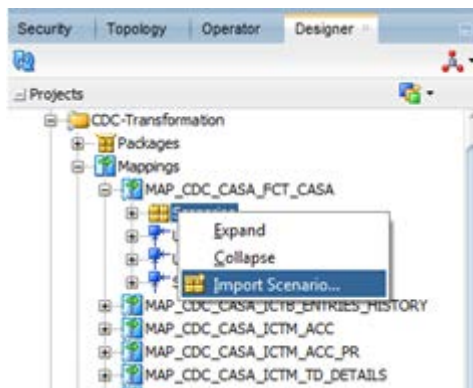 Security Topology Operator Designer
Projects
CDC-Transformation
Packages
Mappings
MAP_CDC_CASA_FCT_CASA
Expand
Collapse
Import Scenario...
MAP_CDC_CASA_ICTB_ENTRIES_HISTORY
MAP_CDC_CASA_ICTM_ACC
MAP_CDC_CASA_ICTM_ACC_PR
MAP_CDC_CASA_ICTM_TD_DETAILS